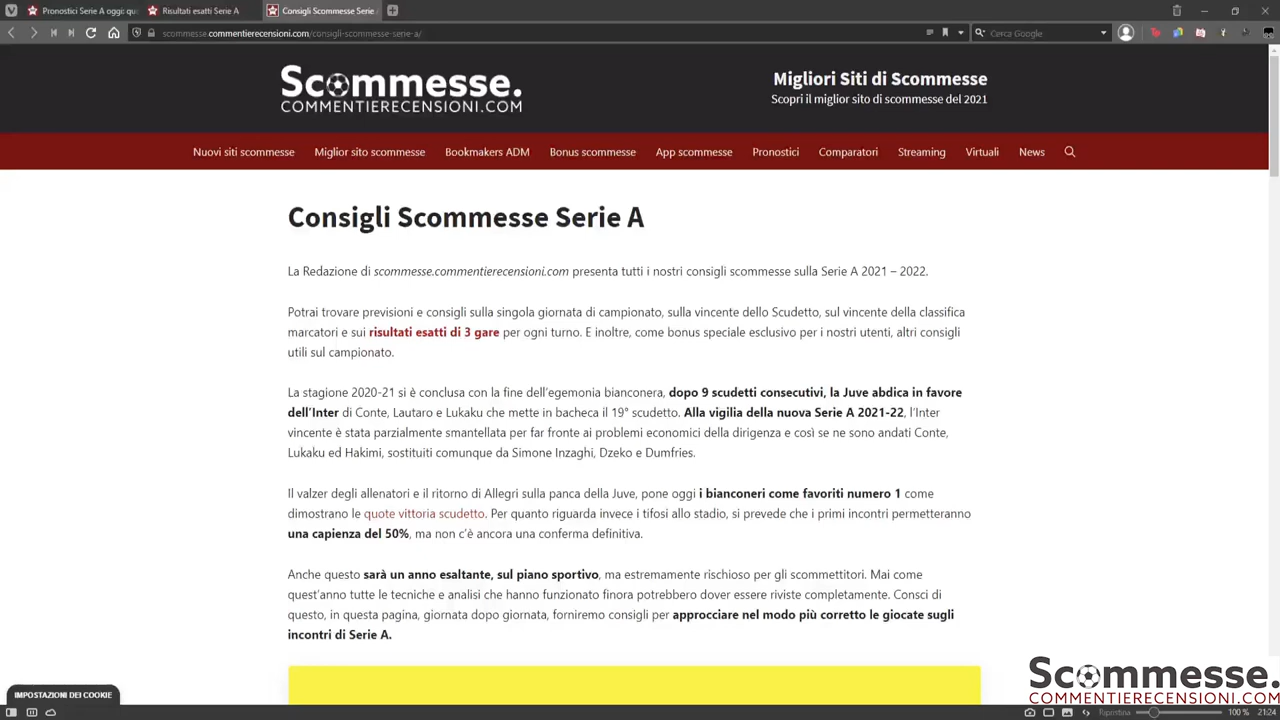 Pronostici Serie A oggi: qu
Risultati esatti Serie A
Consigli Scommesse Serie
scommesse.commentierecensioni.com/consigli-scommesse-serie-a/
Cerca Google
Scommesse.
COMMENTIERECENSIONI.COM
Migliori Siti di Scommesse
Scopri il miglior sito di scommesse del 2021
Nuovi siti scommesse Miglior sito scommesse Bookmakers ADM Bonus scommesse App scommesse Pronostici Comparatori Streaming Virtuali News
Consigli Scommesse Serie A
La Redazione di scommesse.commentierecensioni.com presenta tutti i nostri consigli scommesse sulla Serie A 2021 – 2022.
Potrai trovare previsioni e consigli sulla singola giornata di campionato, sulla vincente dello Scudetto, sul vincente della classifica
marcatori e sui risultati esatti di 3 gare per ogni turno. E inoltre, come bonus speciale esclusivo per i nostri utenti, altri consigli
utili sul campionato.
La stagione 2020-21 si è conclusa con la fine dell'egemonia bianconera, dopo 9 scudetti consecutivi, la Juve abdica in favore
dell'Inter di Conte, Lautaro e Lukaku che mette in bacheca il 19° scudetto. Alla vigilia della nuova Serie A 2021-22, l'Inter
vincente è stata parzialmente smantellata per far fronte ai problemi economici della dirigenza e così se ne sono andati Conte,
Lukaku ed Hakimi, sostituiti comunque da Simone Inzaghi, Dzeko e Dumfries.
Il valzer degli allenatori e il ritorno di Allegri sulla panca della Juve, pone oggi i bianconeri come favoriti numero 1 come
dimostrano le quote vittoria scudetto. Per quanto riguarda invece i tifosi allo stadio, si prevede che i primi incontri permetteranno
una capienza del 50%, ma non c'è ancora una conferma definitiva.
Anche questo sarà un anno esaltante, sul piano sportivo, ma estremamente rischioso per gli scommettitori. Mai come
quest'anno tutte le tecniche e analisi che hanno funzionato finora potrebbero dover essere riviste completamente. Consci di
questo, in questa pagina, giornata dopo giornata, forniremo consigli per approcciare nel modo più corretto le giocate sugli
incontri di Serie A.
IMPOSTAZIONI DEI COOKIE
Scommesse.
COMMENTIERECENSIONI.COM
Ripristina 100 % 21:24